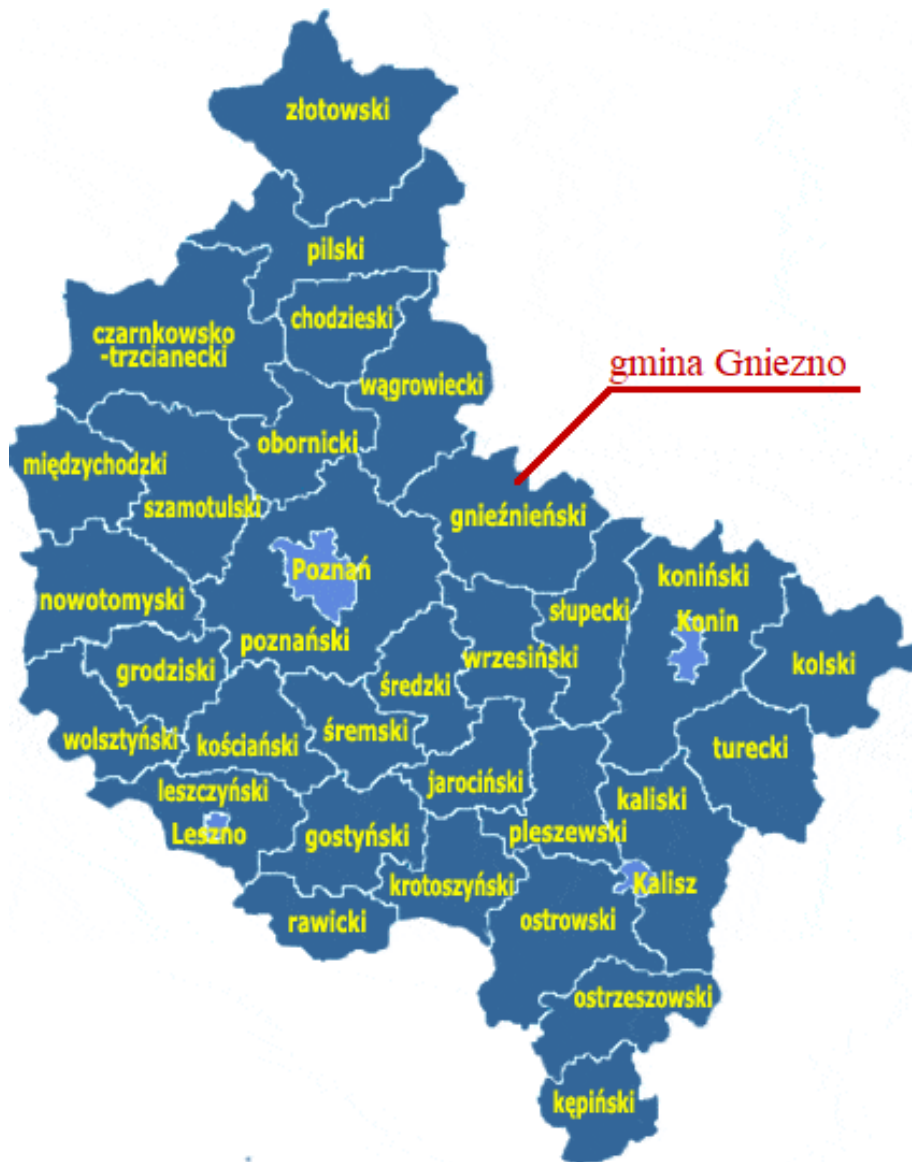 złotowski
pilski
chodzieski
czarnkowsko
-trzcianecki
wągrowiecki
gmina Gniezno
obornicki
międzychodzki
szamotulski
gnieźnieński
Poznań
koniński
nowotomyski
słupecki
Konin
poznański
wrzesiński
grodziski
kolski
średzki
śremski
wolsztyński
kościański
turecki
jarociński
leszczyński
kaliski
Leszno
gostyński
pleszewski
krotoszyński
Kalisz
rawicki
ostrowski
ostrzeszowski
kępiński